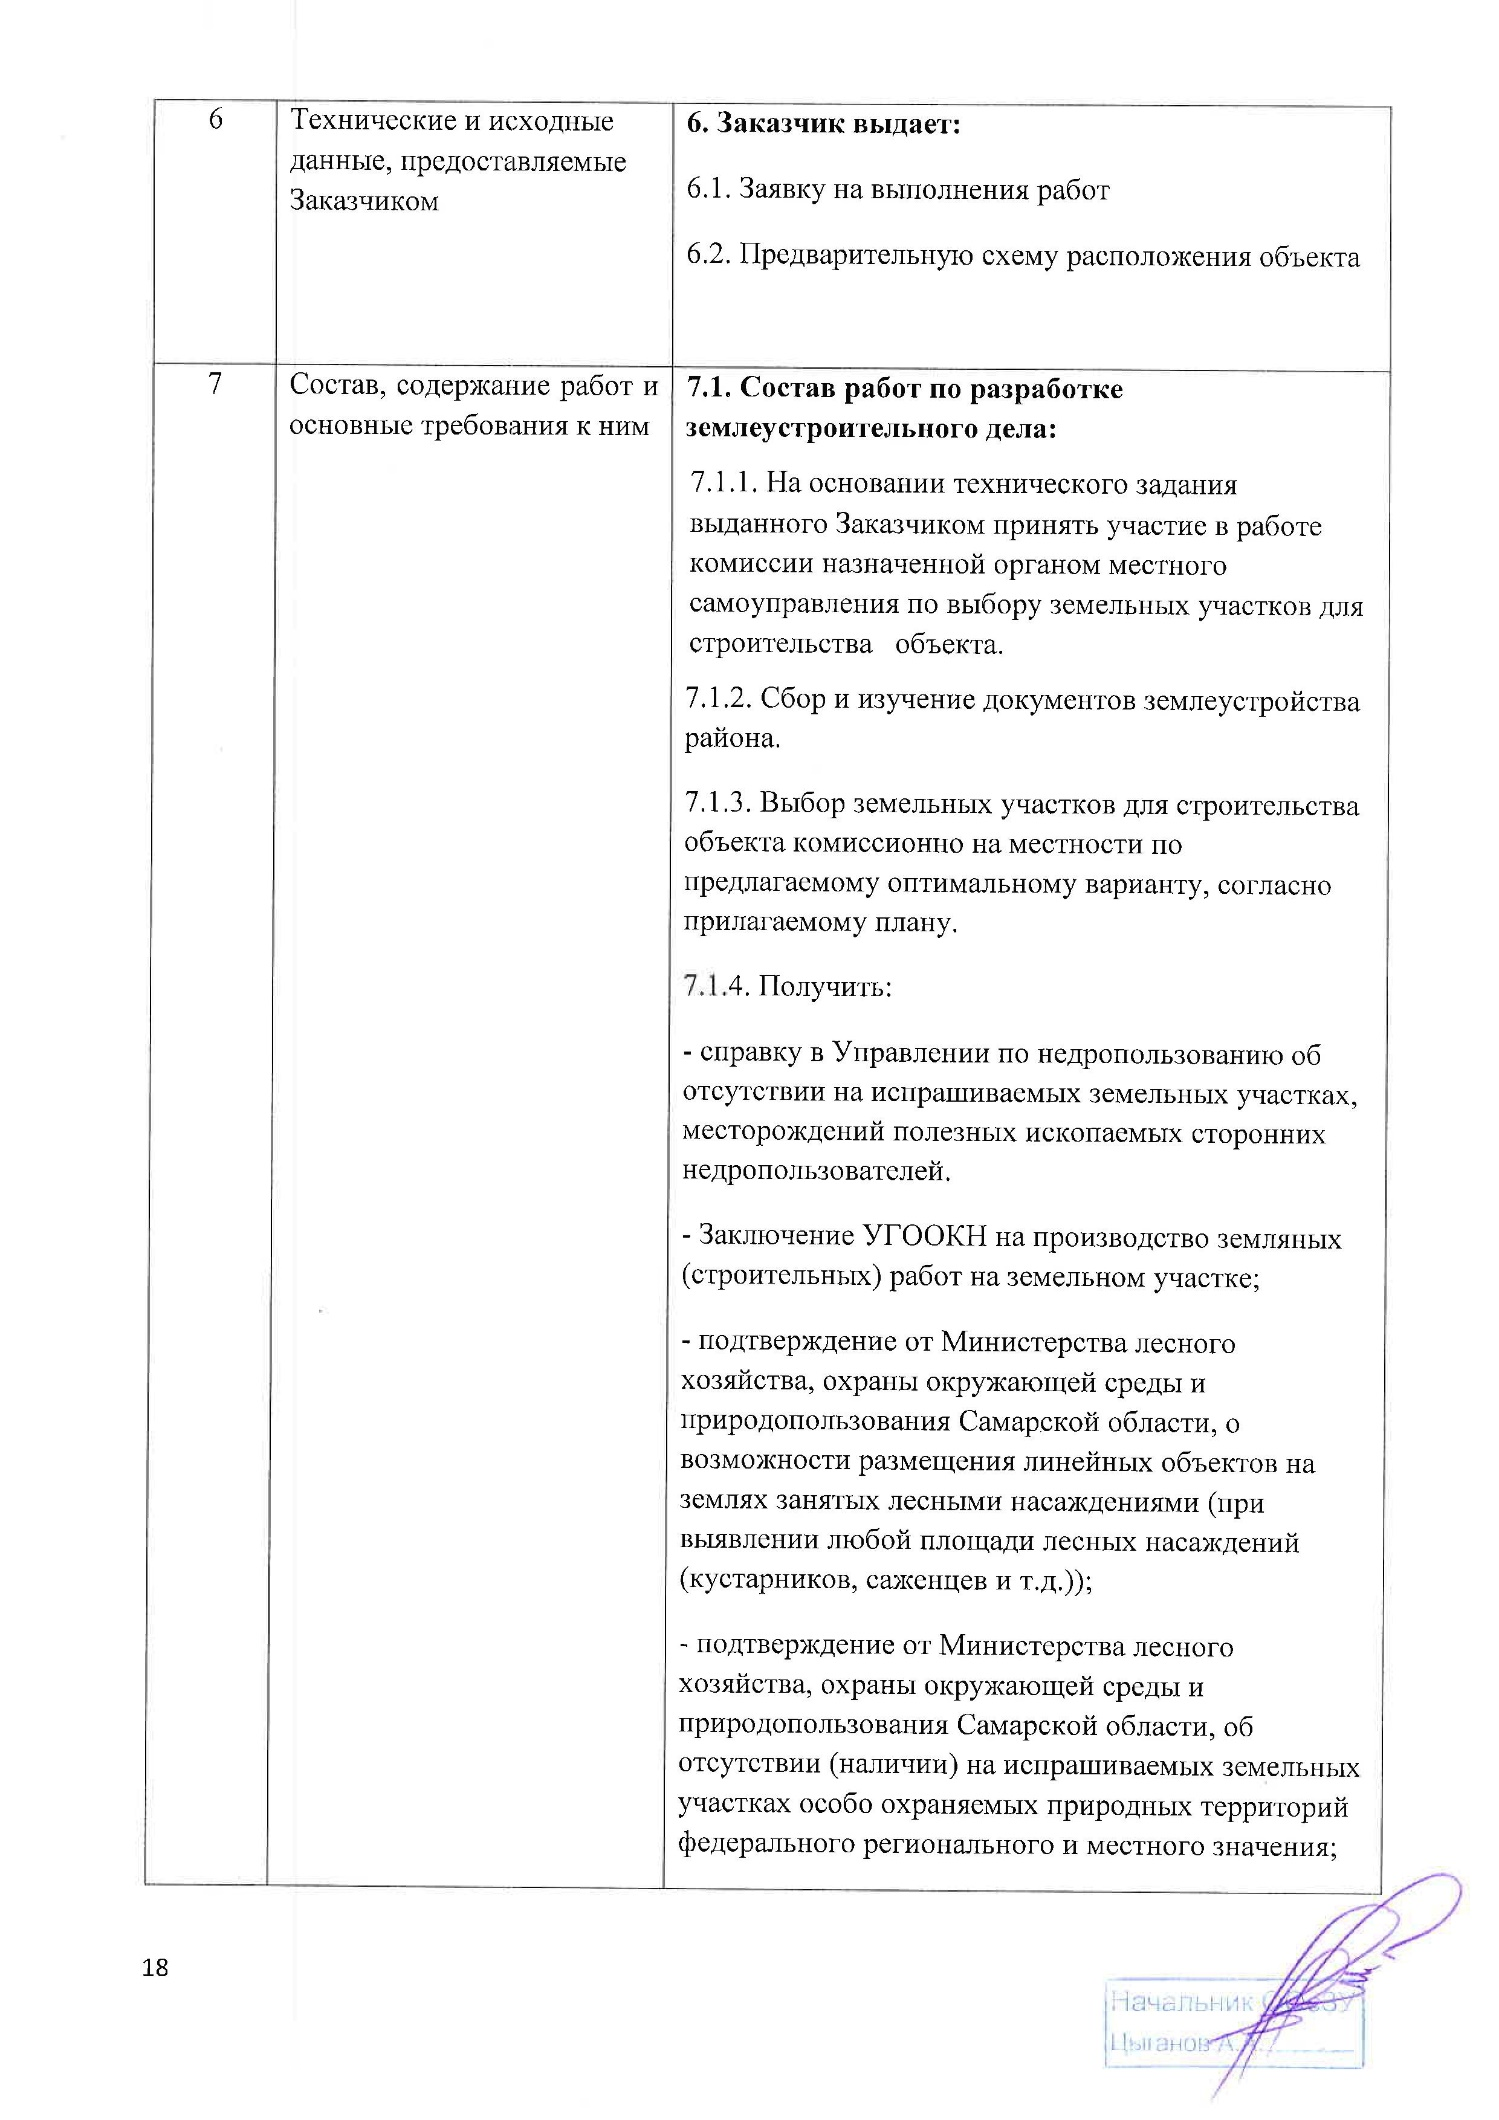 6
Технические и исходные
данные, предоставляемые
Заказчиком
6. Заказчик выдает:
6.1. Заявку на выполнения работ
6.2. Предварительную схему расположения объекта
7
Состав, содержание работ и
основные требования к ним
7.1. Состав работ по разработке
землеустроительного дела:
7.1.1. На основании технического задания
выданного Заказчиком принять участие в работе
комиссии назначенной органом местного
самоуправления по выбору земельных участков для
строительства объекта.
7.1.2. Сбор и изучение документов землеустройства
района.
7.1.3. Выбор земельных участков для строительства
объекта комиссионно на местности по
предлагаемому оптимальному варианту, согласно
прилагаемому плану.
7.1.4. Получить:
- справку в Управлении по недропользованию об
отсутствии на испрашиваемых земельных участках,
месторождений полезных ископаемых сторонних
недропользователей.
- Заключение УГООКН на производство земляных
(строительных) работ на земельном участке;
- подтверждение от Министерства лесного
хозяйства, охраны окружающей среды и
природопользования Самарской области, о
возможности размещения линейных объектов на
землях занятых лесными насаждениями (при
выявлении любой площади лесных насаждений
(кустарников, саженцев и т.д.));
- подтверждение от Министерства лесного
хозяйства, охраны окружающей среды и
природопользования Самарской области, об
отсутствии (наличии) на испрашиваемых земельных
участках особо охраняемых природных территорий
федерального регионального и местного значения;
18
Начальник
Цыганов